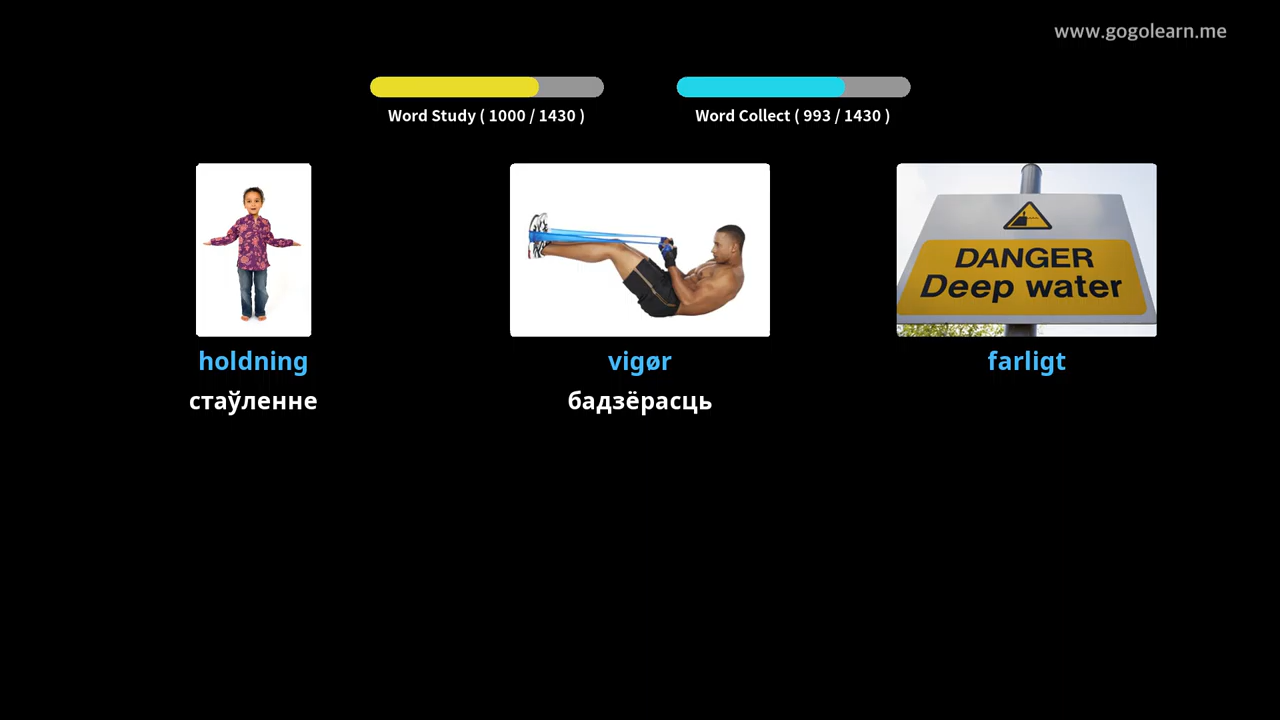 www.gogolearn.me
Word Study ( 1000 / 1430 )
Word Collect ( 993 / 1430 )
DANGER
Deep water
holdning
vigør
farligt
стаўленне
бадзёрасць